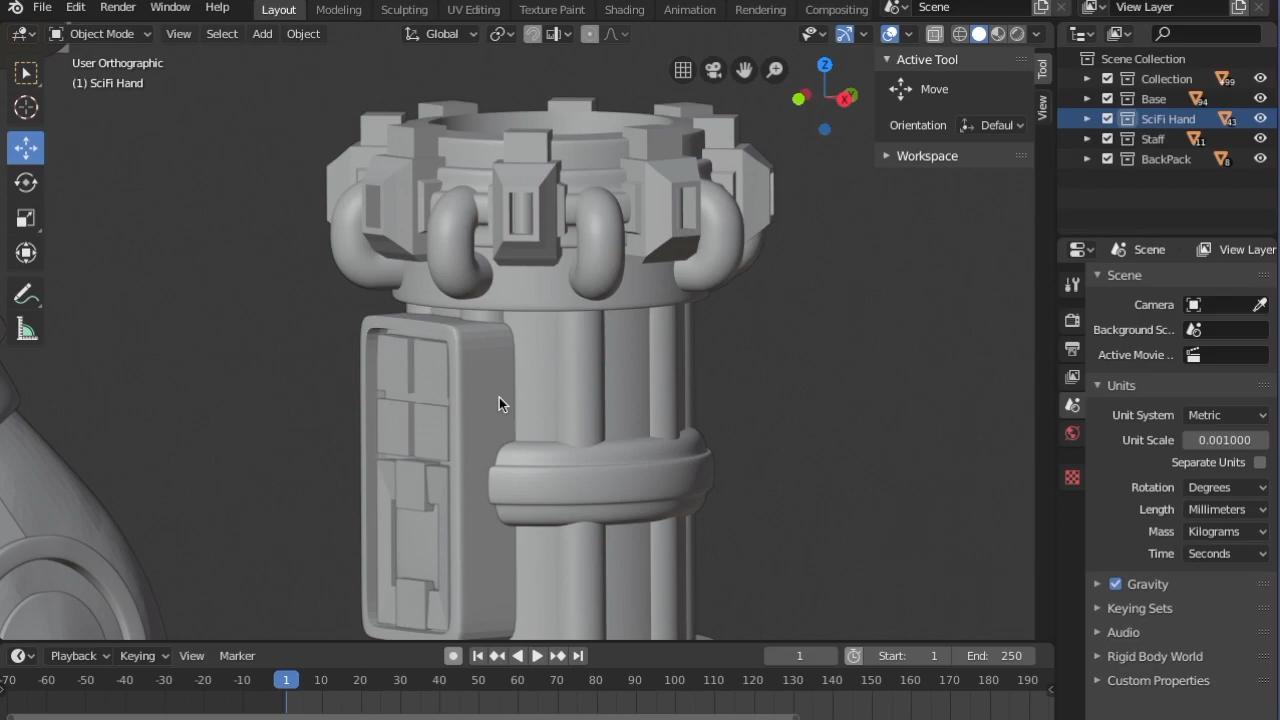 File Edit Render Window Help Layout Modeling Sculpting UV Editing Texture Paint Shading Animation Rendering Compositing Scene View Layer
Object Mode View Select Add Object Global
User Orthographic
(1) SciFi Hand
Z
X
Active Tool
Move
Orientation Defaul
Workspace
Tool
View
Scene Collection
Collection
Base 94
SciFi Hand 43
Staff 11
BackPack 8
Scene View Layer
Scene
Camera
Background Sc..
Active Movie ..
Units
Unit System Metric
Unit Scale 0.001000
Separate Units
Rotation Degrees
Length Millimeters
Mass Kilograms
Time Seconds
Gravity
Keying Sets
Audio
Rigid Body World
Custom Properties
Playback Keying View Marker 1 Start: 1 End: 250
-70 -60 -50 -40 -30 -20 -10 1 10 20 30 40 50 60 70 80 90 100 110 120 130 140 150 160 170 180 190